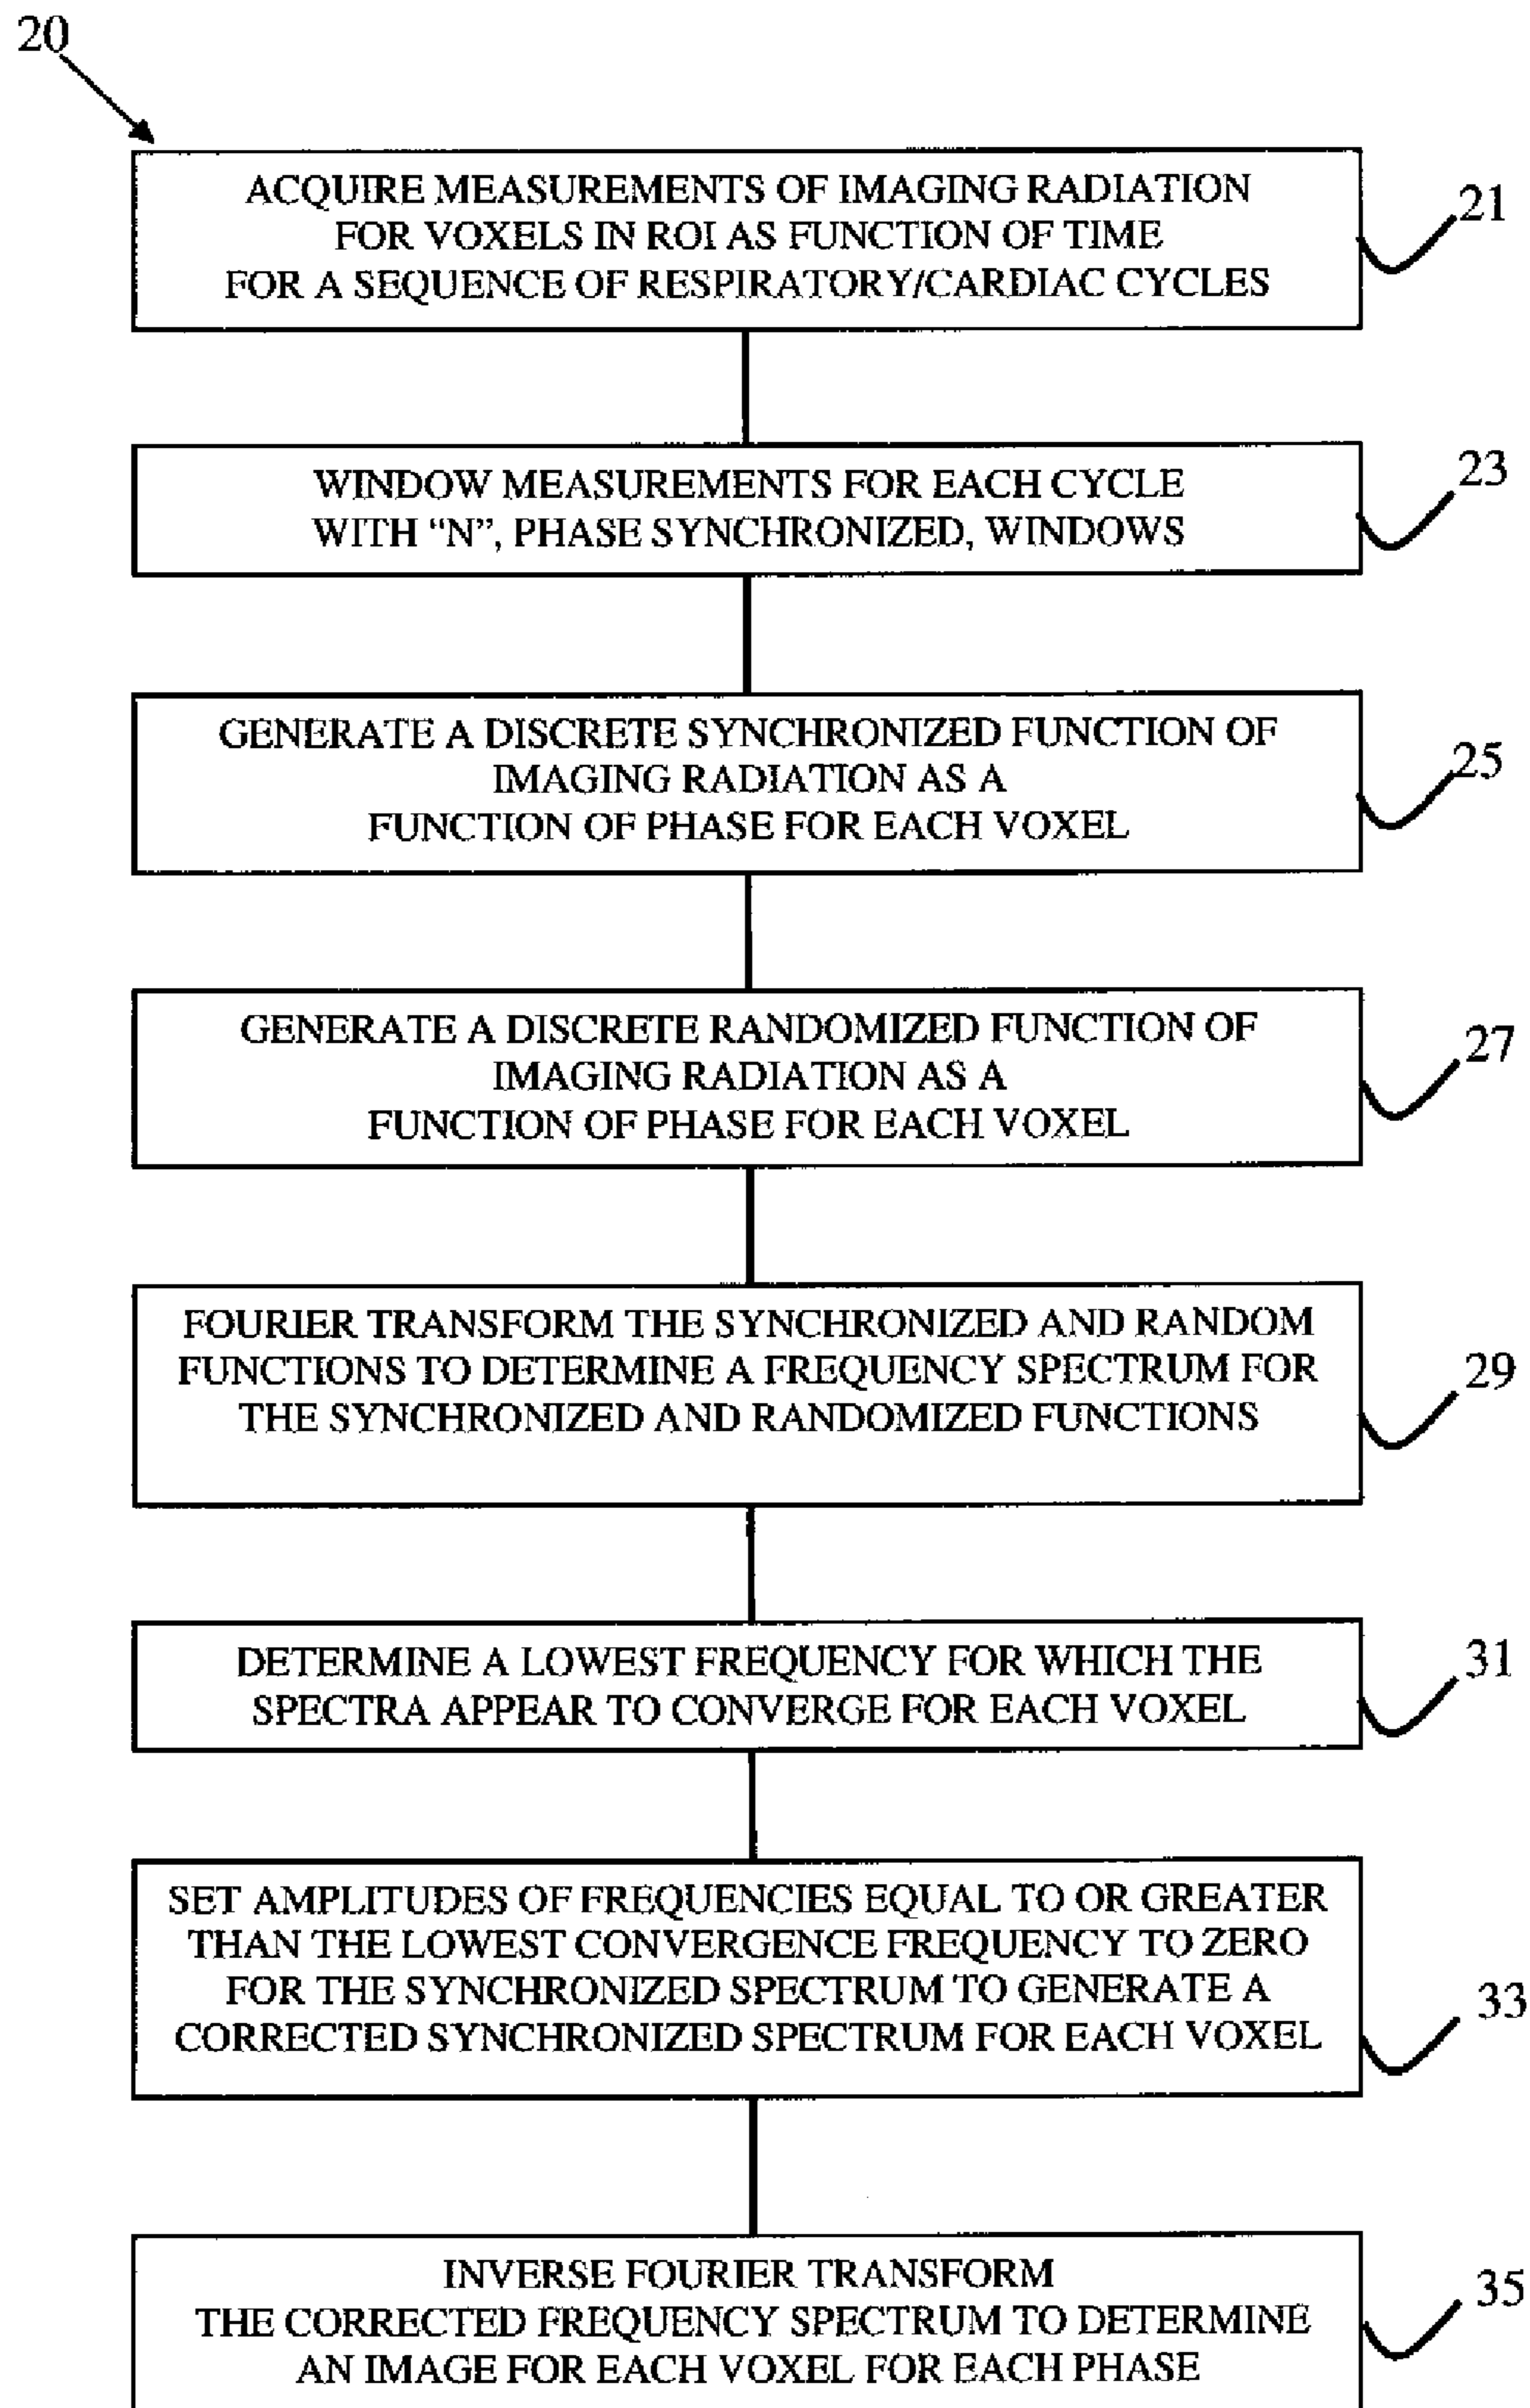 20
ACQUIRE MEASUREMENTS OF IMAGING RADIATION
FOR VOXELS IN ROI AS FUNCTION OF TIME
FOR A SEQUENCE OF RESPIRATORY/CARDIAC CYCLES
21
WINDOW MEASUREMENTS FOR EACH CYCLE
WITH “N”, PHASE SYNCHRONIZED, WINDOWS
23
GENERATE A DISCRETE SYNCHRONIZED FUNCTION OF
IMAGING RADIATION AS A
FUNCTION OF PHASE FOR EACH VOXEL
25
GENERATE A DISCRETE RANDOMIZED FUNCTION OF
IMAGING RADIATION AS A
FUNCTION OF PHASE FOR EACH VOXEL
27
FOURIER TRANSFORM THE SYNCHRONIZED AND RANDOM
FUNCTIONS TO DETERMINE A FREQUENCY SPECTRUM FOR
THE SYNCHRONIZED AND RANDOMIZED FUNCTIONS
29
DETERMINE A LOWEST FREQUENCY FOR WHICH THE
SPECTRA APPEAR TO CONVERGE FOR EACH VOXEL
31
SET AMPLITUDES OF FREQUENCIES EQUAL TO OR GREATER
THAN THE LOWEST CONVERGENCE FREQUENCY TO ZERO
FOR THE SYNCHRONIZED SPECTRUM TO GENERATE A
CORRECTED SYNCHRONIZED SPECTRUM FOR EACH VOXEL
33
INVERSE FOURIER TRANSFORM
THE CORRECTED FREQUENCY SPECTRUM TO DETERMINE
AN IMAGE FOR EACH VOXEL FOR EACH PHASE
35